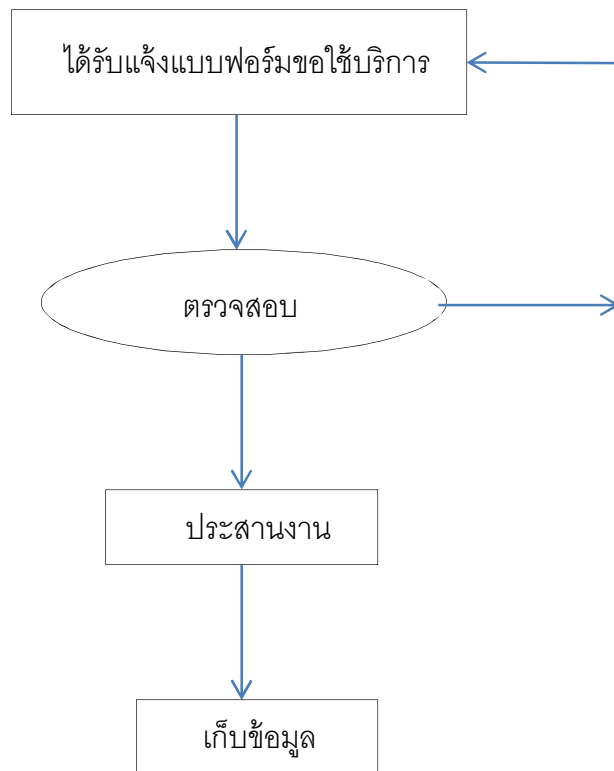 ได้รับแจ้งแบบฟอร์มขอใช้บริการ
ตรวจสอบ
ประสานงาน
เก็บข้อมูล